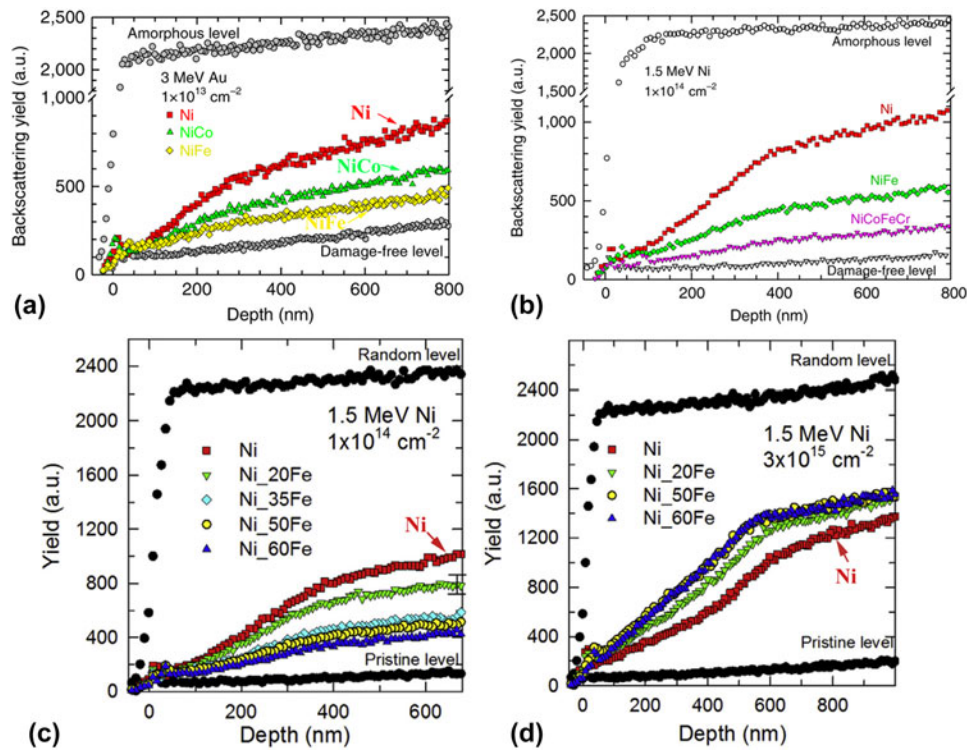 (a)
Backscattering yield (a.u.)
2,500
2,000
1,000
500
0
Amorphous level
3 MeV Au
1×10¹³ cm⁻²
Ni
NiCo
NiFe
Ni
NiCo
NiFe
Damage-free level
0 200 400 600 800
Depth (nm)
(b)
Backscattering yield (a.u.)
2,500
2,000
1,000
500
0
1.5 MeV Ni
1×10¹⁴ cm⁻²
Amorphous level
Ni
NiFe
NiCoFeCr
Damage-free level
0 200 400 600 800
Depth (nm)
(c)
Yield (a.u.)
2400
2000
1600
1200
800
400
0
Random level
1.5 MeV Ni
1x10¹⁴ cm⁻²
Ni
Ni_20Fe
Ni_35Fe
Ni_50Fe
Ni_60Fe
Ni
Pristine level
0 200 400 600
Depth (nm)
(d)
Yield (a.u.)
2800
2400
2000
1600
1200
800
400
0
Random level
1.5 MeV Ni
3x10¹⁵ cm⁻²
Ni
Ni_20Fe
Ni_50Fe
Ni_60Fe
Ni
Pristine level
0 200 400 600 800
Depth (nm)